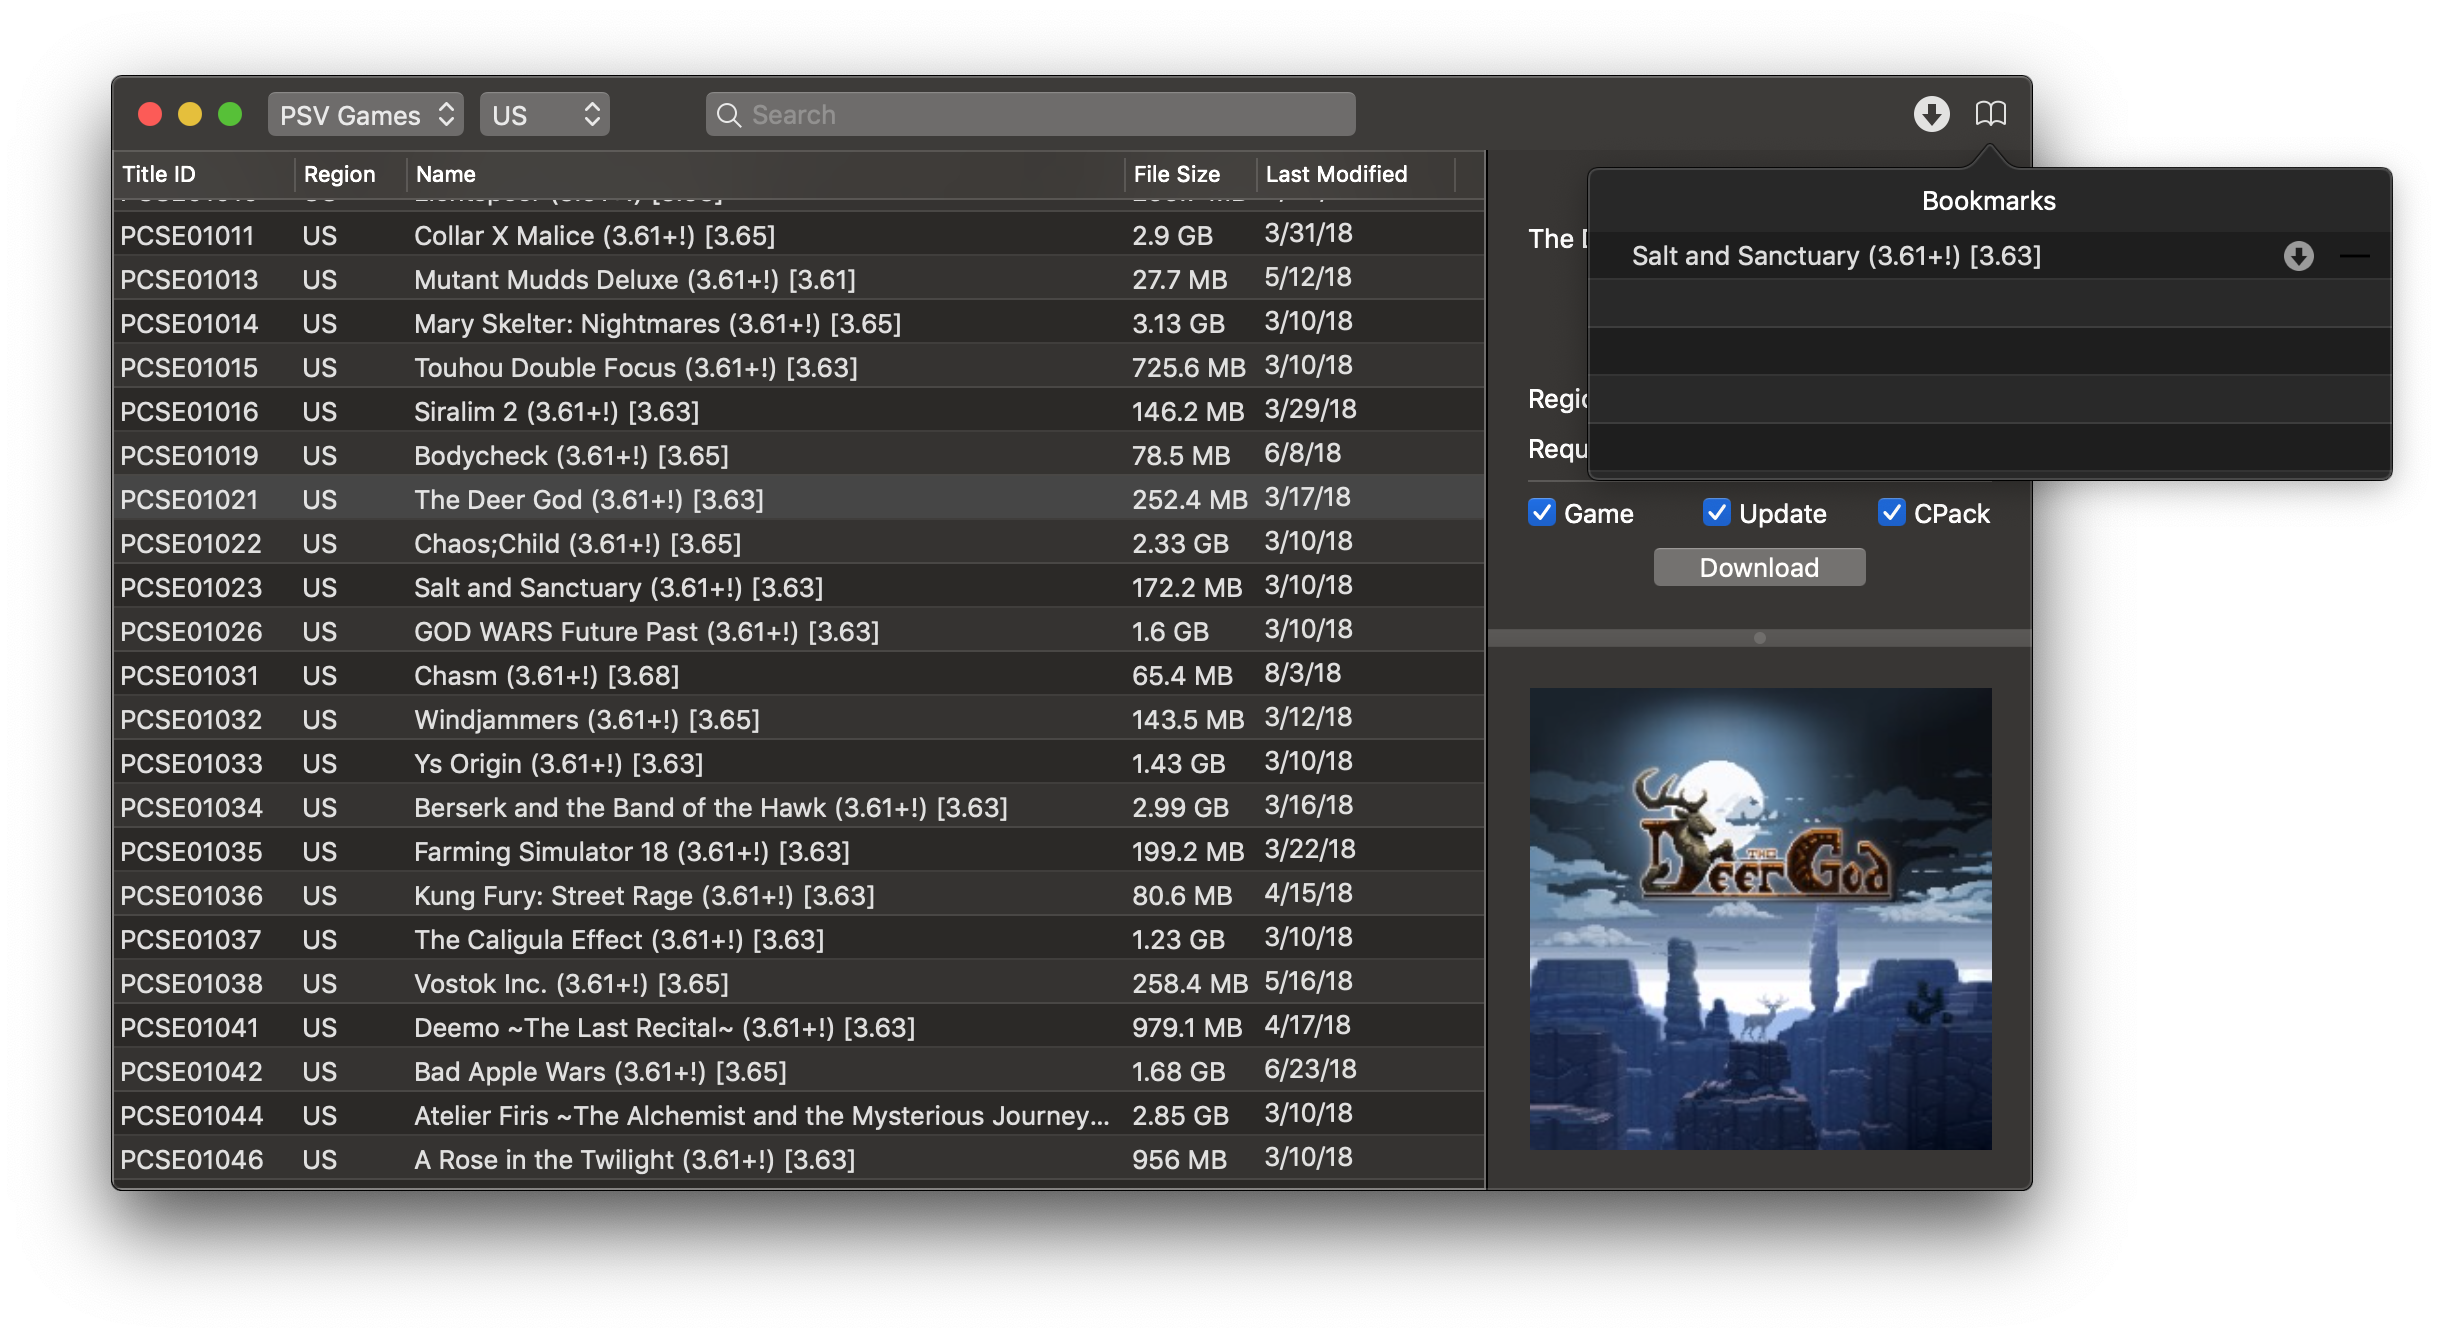 PSV Games US Search
Title ID Region Name File Size Last Modified
PCSE01011 US Collar X Malice (3.61+!) [3.65] 2.9 GB 3/31/18
PCSE01013 US Mutant Mudds Deluxe (3.61+!) [3.61] 27.7 MB 5/12/18
PCSE01014 US Mary Skelter: Nightmares (3.61+!) [3.65] 3.13 GB 3/10/18
PCSE01015 US Touhou Double Focus (3.61+!) [3.63] 725.6 MB 3/10/18
PCSE01016 US Siralim 2 (3.61+!) [3.63] 146.2 MB 3/29/18
PCSE01019 US Bodycheck (3.61+!) [3.65] 78.5 MB 6/8/18
PCSE01021 US The Deer God (3.61+!) [3.63] 252.4 MB 3/17/18
PCSE01022 US Chaos;Child (3.61+!) [3.65] 2.33 GB 3/10/18
PCSE01023 US Salt and Sanctuary (3.61+!) [3.63] 172.2 MB 3/10/18
PCSE01026 US GOD WARS Future Past (3.61+!) [3.63] 1.6 GB 3/10/18
PCSE01031 US Chasm (3.61+!) [3.68] 65.4 MB 8/3/18
PCSE01032 US Windjammers (3.61+!) [3.65] 143.5 MB 3/12/18
PCSE01033 US Ys Origin (3.61+!) [3.63] 1.43 GB 3/10/18
PCSE01034 US Berserk and the Band of the Hawk (3.61+!) [3.63] 2.99 GB 3/16/18
PCSE01035 US Farming Simulator 18 (3.61+!) [3.63] 199.2 MB 3/22/18
PCSE01036 US Kung Fury: Street Rage (3.61+!) [3.63] 80.6 MB 4/15/18
PCSE01037 US The Caligula Effect (3.61+!) [3.63] 1.23 GB 3/10/18
PCSE01038 US Vostok Inc. (3.61+!) [3.65] 258.4 MB 5/16/18
PCSE01041 US Deemo ~The Last Recital~ (3.61+!) [3.63] 979.1 MB 4/17/18
PCSE01042 US Bad Apple Wars (3.61+!) [3.65] 1.68 GB 6/23/18
PCSE01044 US Atelier Firis ~The Alchemist and the Mysterious Journey... 2.85 GB 3/10/18
PCSE01046 US A Rose in the Twilight (3.61+!) [3.63] 956 MB 3/10/18
Bookmarks
Salt and Sanctuary (3.61+!) [3.63]
The
Game Update CPack
Download
THE
Deer God